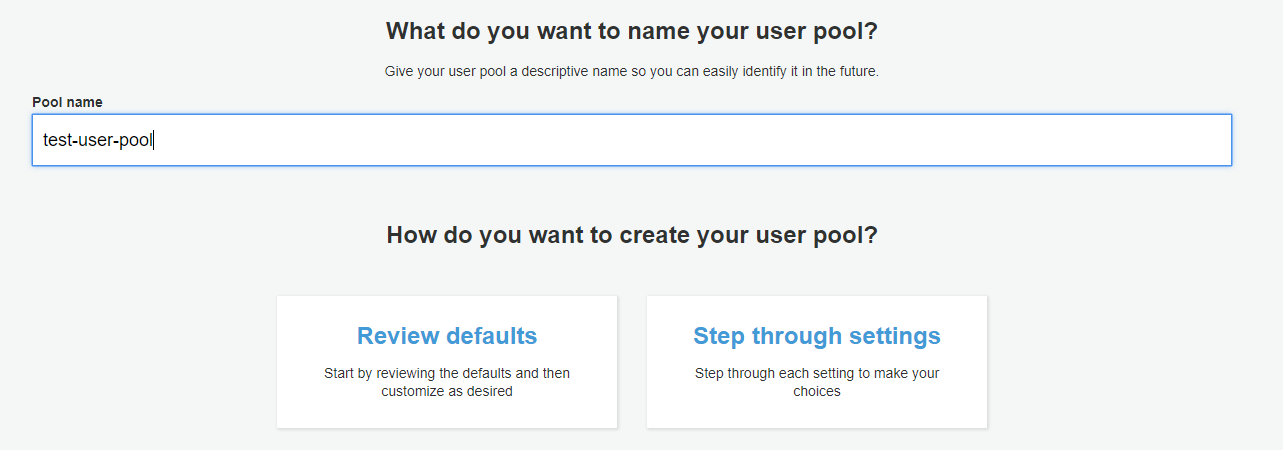 What do you want to name your user pool?
Give your user pool a descriptive name so you can easily identify it in the future.
Pool name
test-user-pool
How do you want to create your user pool?
Review defaults
Start by reviewing the defaults and then
customize as desired
Step through settings
Step through each setting to make your
choices